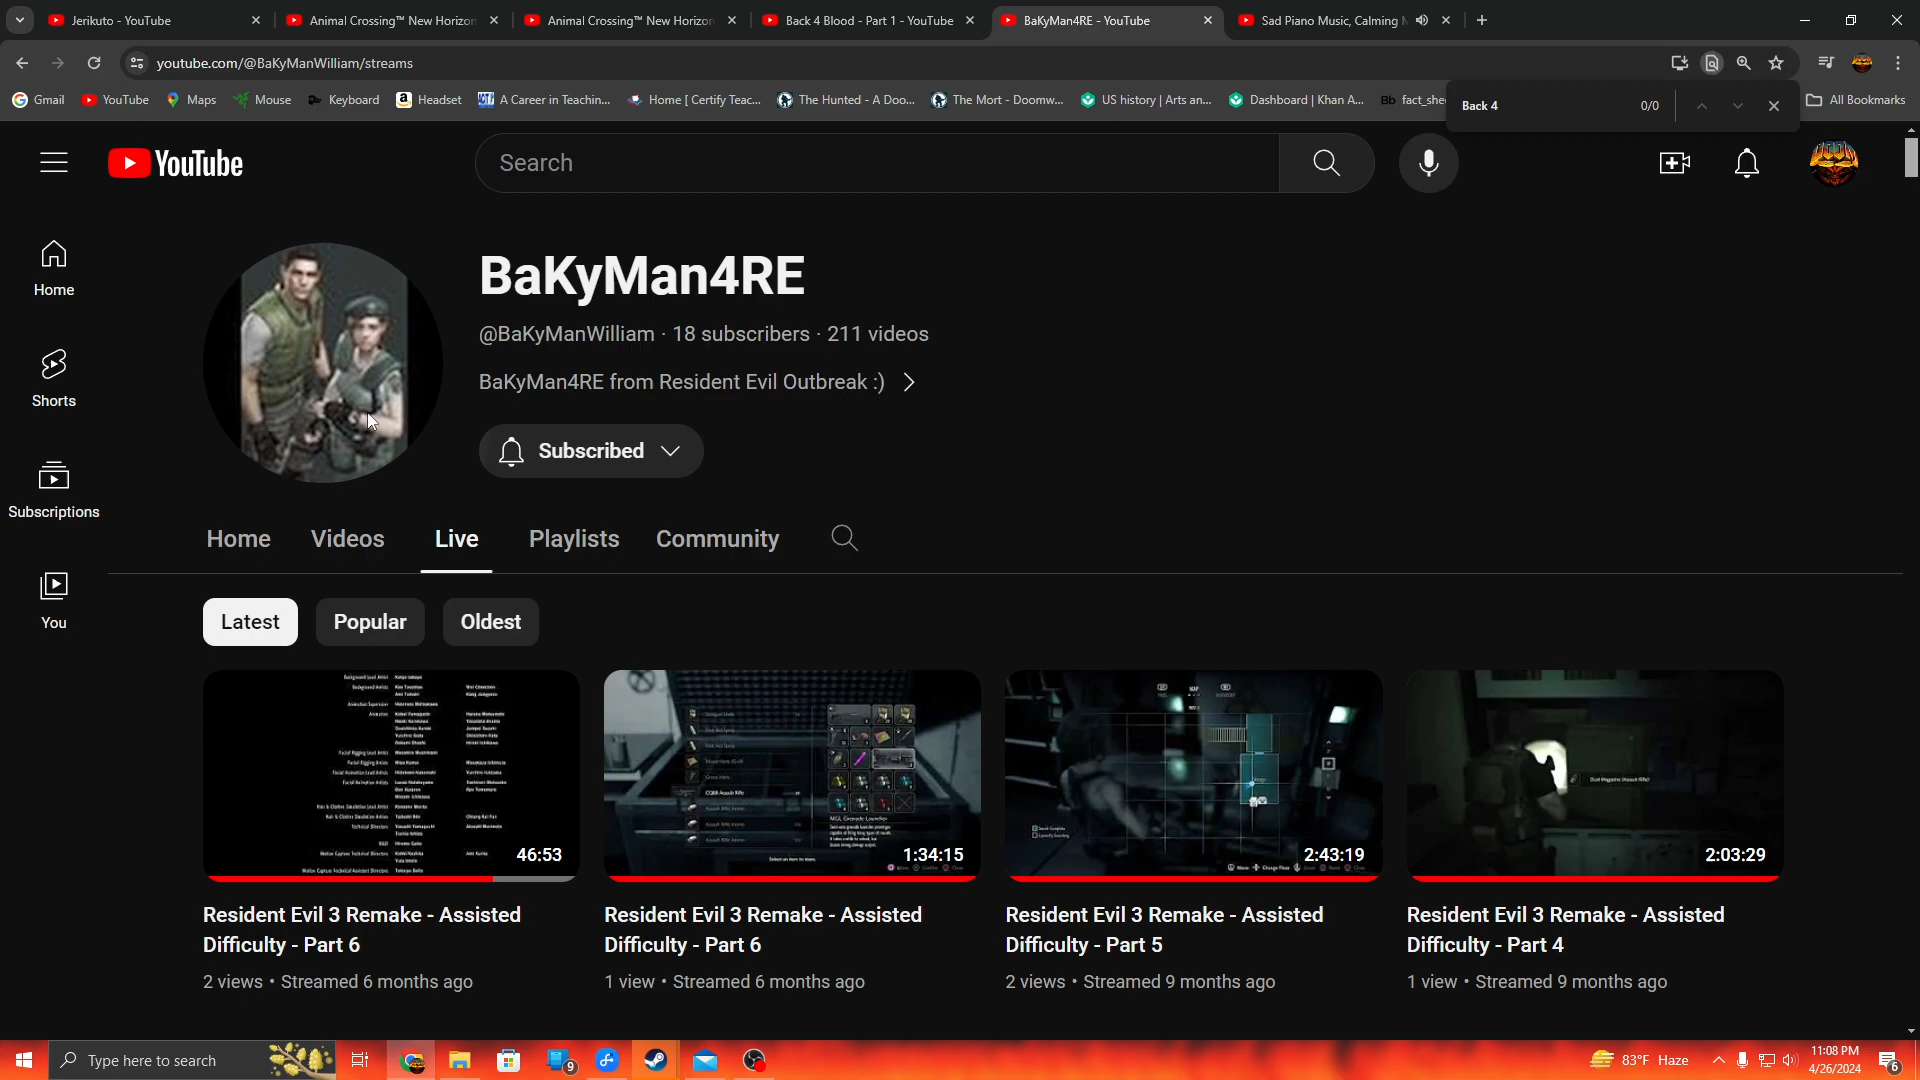 Jerikuto - YouTube
Animal Crossing™ New Horizon
Animal Crossing™ New Horizon
Back 4 Blood - Part 1 - YouTube
BaKyMan4RE - YouTube
Sad Piano Music, Calming M
youtube.com/@BaKyManWilliam/streams
Gmail
YouTube
Maps
Mouse
Keyboard
Headset
A Career in Teachin...
Home [ Certify Teac...
The Hunted - A Doo...
The Mort - Doomw...
US history | Arts an...
Dashboard | Khan A...
Bb fact_shee
All Bookmarks
Back 4
0/0
YouTube
Search
Home
Shorts
Subscriptions
You
BaKyMan4RE
@BaKyManWilliam · 18 subscribers · 211 videos
BaKyMan4RE from Resident Evil Outbreak :)
Subscribed
Home
Videos
Live
Playlists
Community
Latest
Popular
Oldest
46:53
1:34:15
2:43:19
2:03:29
Resident Evil 3 Remake - Assisted
Difficulty - Part 6
2 views • Streamed 6 months ago
Resident Evil 3 Remake - Assisted
Difficulty - Part 6
1 view • Streamed 6 months ago
Resident Evil 3 Remake - Assisted
Difficulty - Part 5
2 views • Streamed 9 months ago
Resident Evil 3 Remake - Assisted
Difficulty - Part 4
1 view • Streamed 9 months ago
Type here to search
9
83°F Haze
11:08 PM
4/26/2024
6